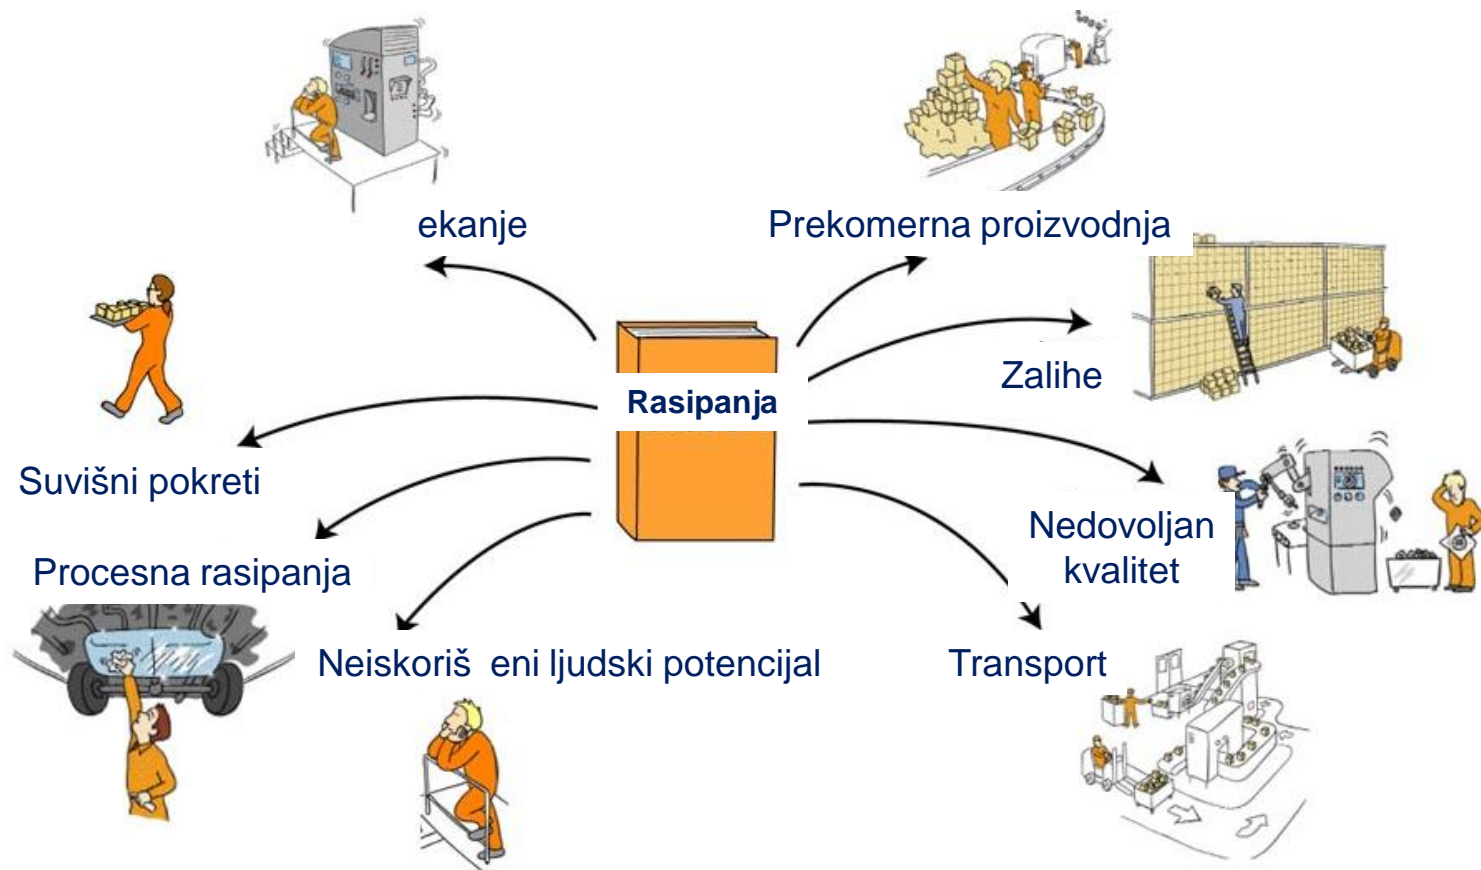 ekanje
Prekomerna proizvodnja
Zalihe
Rasipanja
Suvišni pokreti
Nedovoljan
kvalitet
Procesna rasipanja
Neiskoriš eni ljudski potencijal
Transport